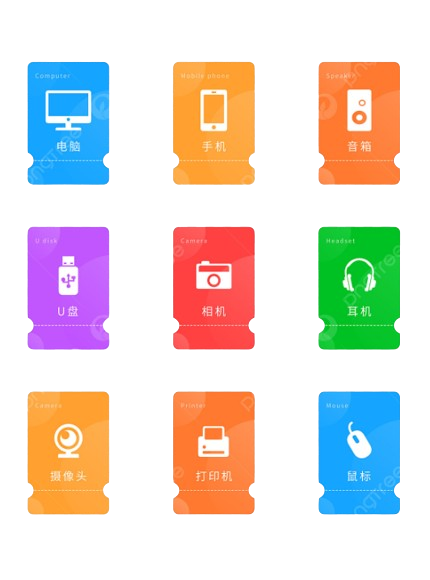 Computer
电脑
Mobile phone
手机
Speaker
音箱
U disk
U盘
Camera
相机
Headset
耳机
Camera
摄像头
Printer
打印机
Mouse
鼠标